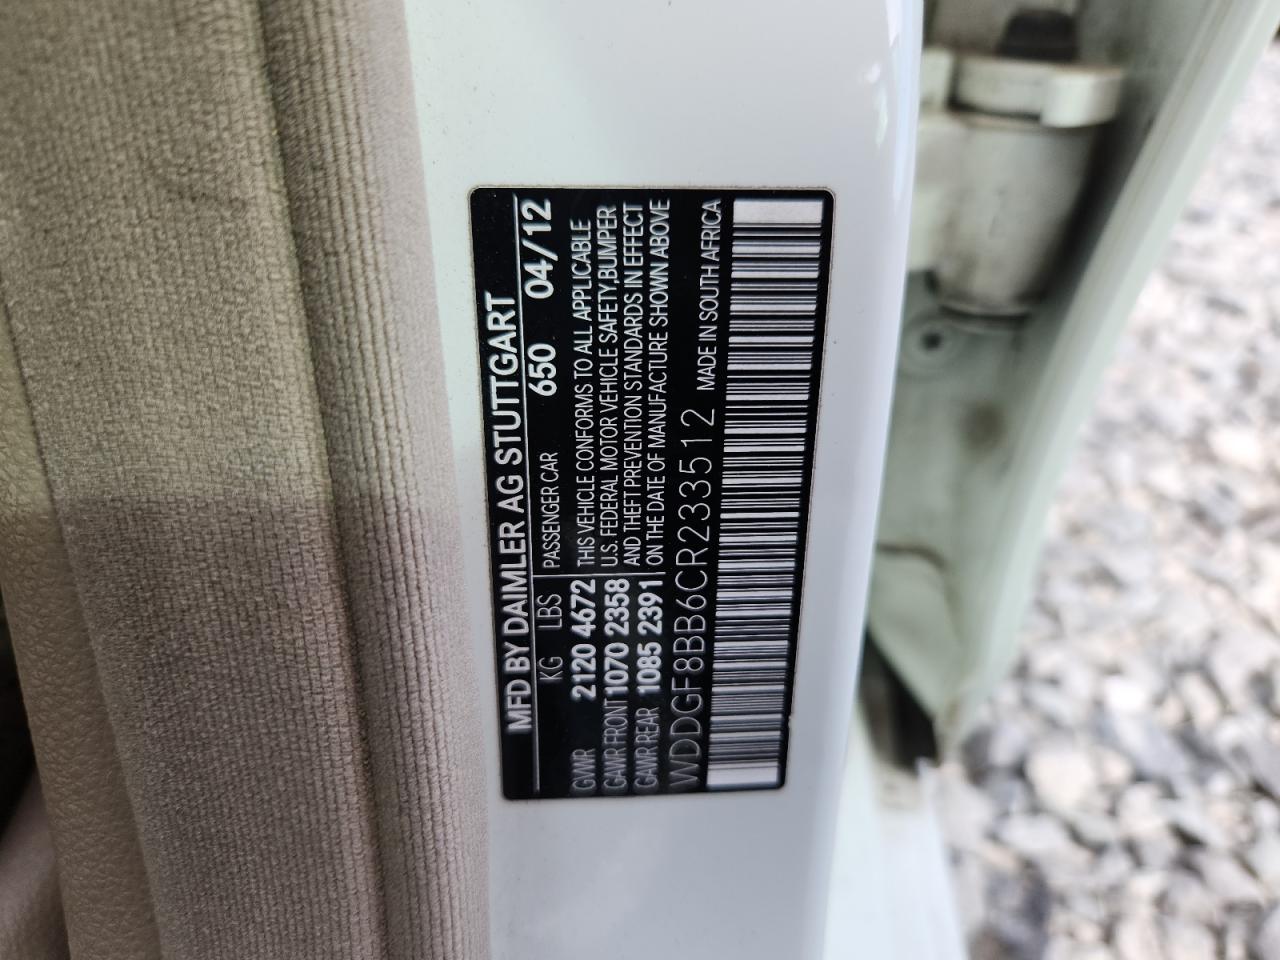 MFD BY DAIMLER AG STUTTGART
KG LBS PASSENGER CAR 650 04/12
GVWR 2120 4672 THIS VEHICLE CONFORMS TO ALL APPLICABLE
GAWR FRONT 1070 2358 U.S. FEDERAL MOTOR VEHICLE SAFETY,BUMPER
GAWR REAR 1085 2391 AND THEFT PREVENTION STANDARDS IN EFFECT
ON THE DATE OF MANUFACTURE SHOWN ABOVE
WDDGF8BB6CR233512 MADE IN SOUTH AFRICA